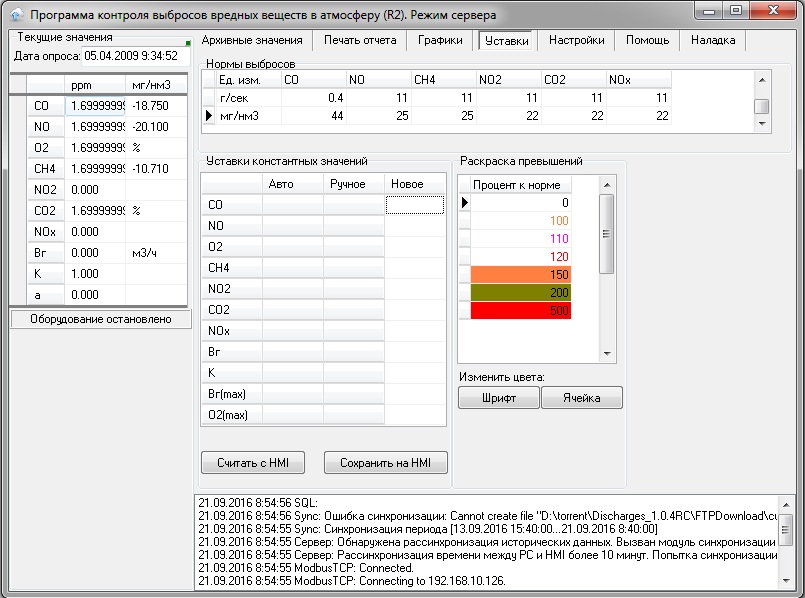 Программа контроля выбросов вредных веществ в атмосферу (R2). Режим сервера
Текущие значения
Дата опроса: 05.04.2009 9:34:52
ppm мг/нм3
CO 1.69999999 -18.750
NO 1.69999999 -20.100
O2 1.69999999 %
CH4 1.69999999 -10.710
NO2 0.000
CO2 1.69999999 %
NOx 0.000
Вг 0.000 м3/ч
K 1.000
a 0.000
Оборудование остановлено
Архивные значения Печать отчета Графики Уставки Настройки Помощь Наладка
Нормы выбросов
Ед. изм. CO NO CH4 NO2 CO2 NOx
г/сек 0.4 11 11 11 11 11
мг/нм3 44 25 25 22 22 22
Уставки константных значений
Авто Ручное Новое
CO
NO
O2
CH4
NO2
CO2
NOx
Вг
K
Вг(max)
O2(max)
Считать с HMI Сохранить на HMI
Раскраска превышений
Процент к норме
0
100
110
120
150
200
500
Изменить цвета:
Шрифт Ячейка
21.09.2016 8:54:56 SQL:
21.09.2016 8:54:56 Sync: Ошибка синхронизации: Cannot create file "D:\torrent\Discharges_1.0.4RC\FTPDownload\cu
21.09.2016 8:54:55 Sync: Синхронизация периода [13.09.2016 15:40:00...21.09.2016 8:40:00]
21.09.2016 8:54:55 Сервер: Обнаружена рассинхронизация исторических данных. Вызван модуль синхронизации
21.09.2016 8:54:55 Сервер: Рассинхронизация времени между PC и HMI более 10 минут. Попытка синхронизации
21.09.2016 8:54:55 ModbusTCP: Connected.
21.09.2016 8:54:55 ModbusTCP: Connecting to 192.168.10.126.